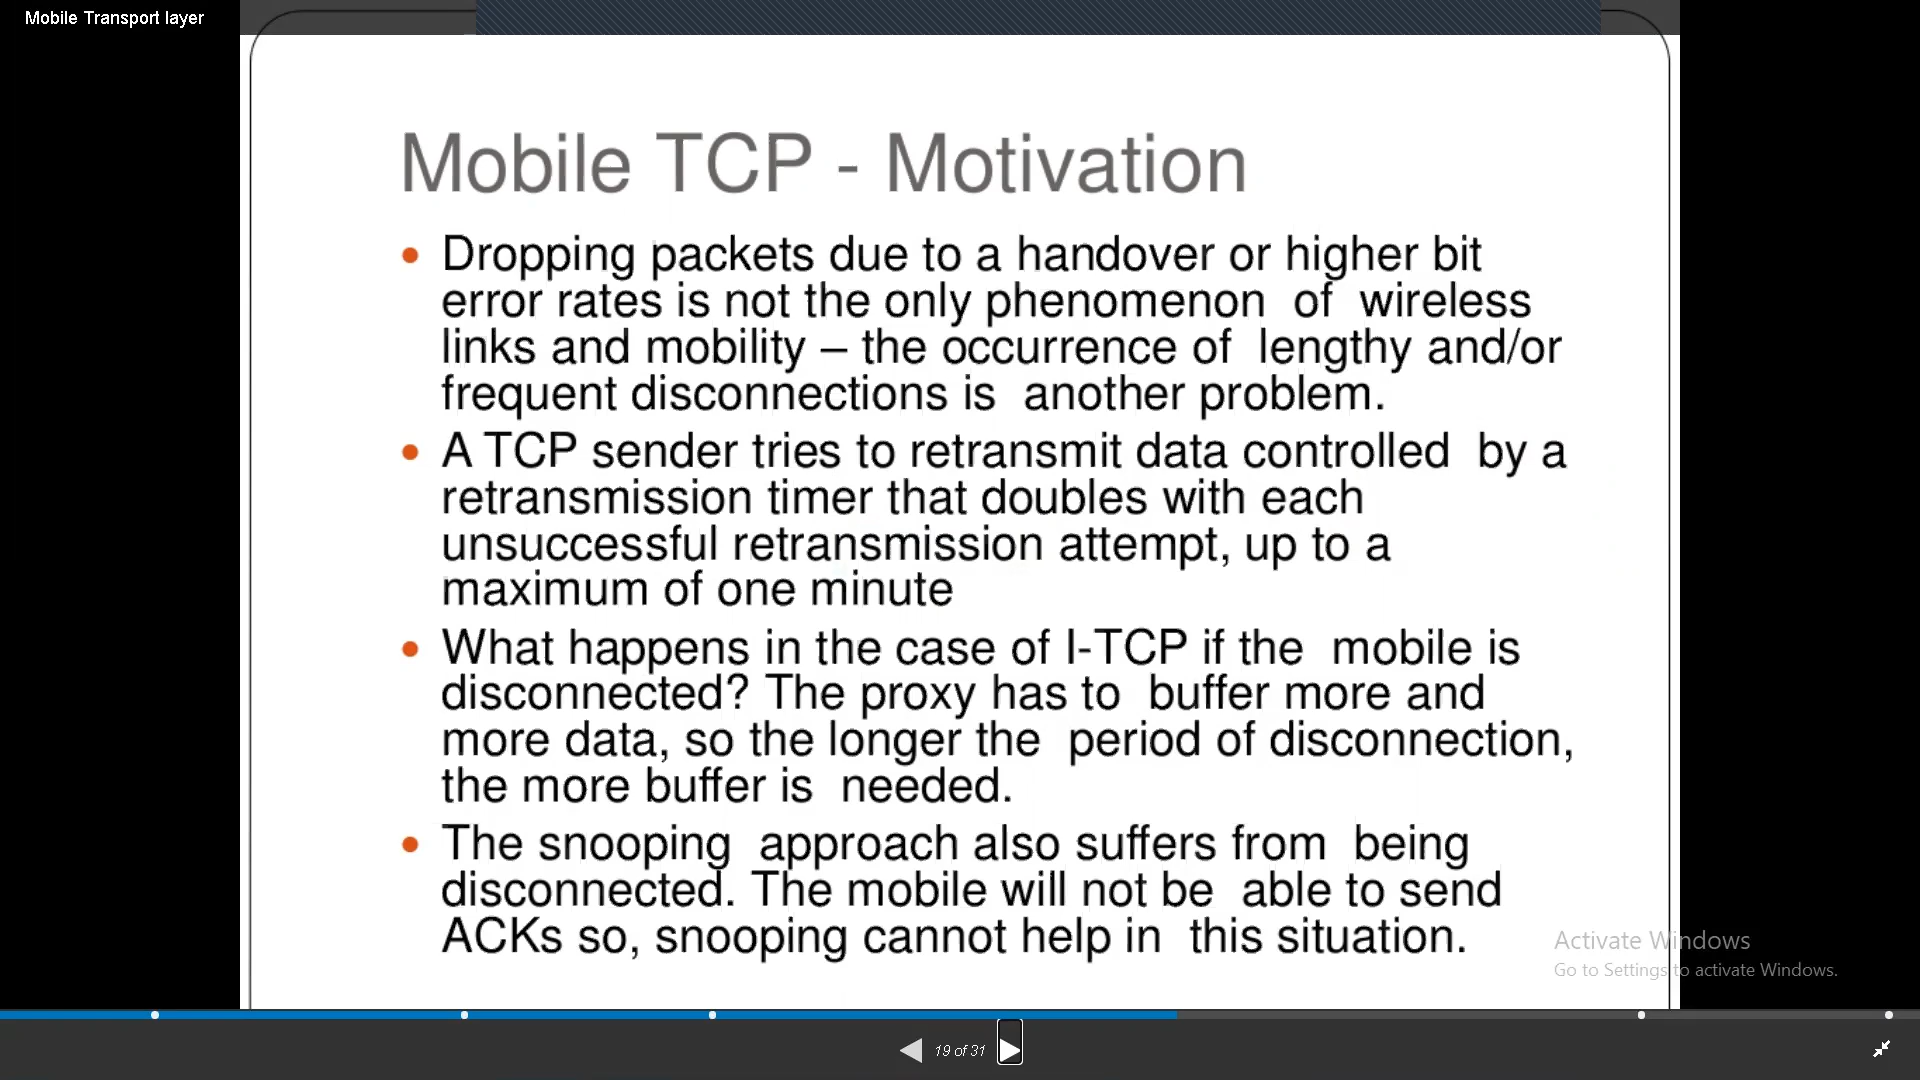 Mobile Transport layer
Mobile TCP - Motivation
• Dropping packets due to a handover or higher bit
error rates is not the only phenomenon of wireless
links and mobility – the occurrence of lengthy and/or
frequent disconnections is another problem.
• A TCP sender tries to retransmit data controlled by a
retransmission timer that doubles with each
unsuccessful retransmission attempt, up to a
maximum of one minute
• What happens in the case of I-TCP if the mobile is
disconnected? The proxy has to buffer more and
more data, so the longer the period of disconnection,
the more buffer is needed.
• The snooping approach also suffers from being
disconnected. The mobile will not be able to send
ACKs so, snooping cannot help in this situation.
Activate Windows
Go to Settings to activate Windows.
19 of 31